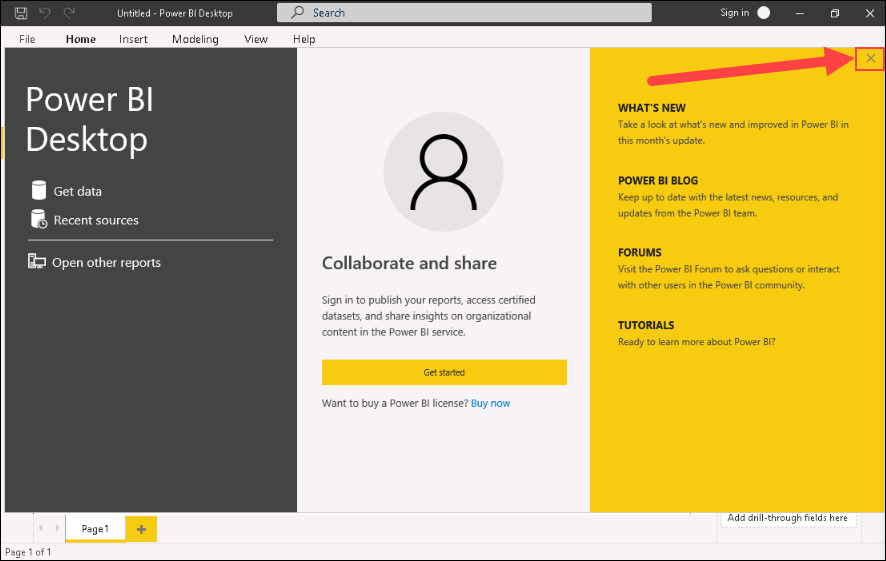 Untitled - Power BI Desktop
Search
Sign in
File Home Insert Modeling View Help
Power BI
Desktop
Get data
Recent sources
Open other reports
Collaborate and share
Sign in to publish your reports, access certified
datasets, and share insights on organizational
content in the Power BI service.
Get started
Want to buy a Power BI license? Buy now
WHAT'S NEW
Take a look at what's new and improved in Power BI in
this month's update.
POWER BI BLOG
Keep up to date with the latest news, resources, and
updates from the Power BI team.
FORUMS
Visit the Power BI Forum to ask questions or interact
with other users in the Power BI community.
TUTORIALS
Ready to learn more about Power BI?
Add drill-through fields here
Page 1
Page 1 of 1